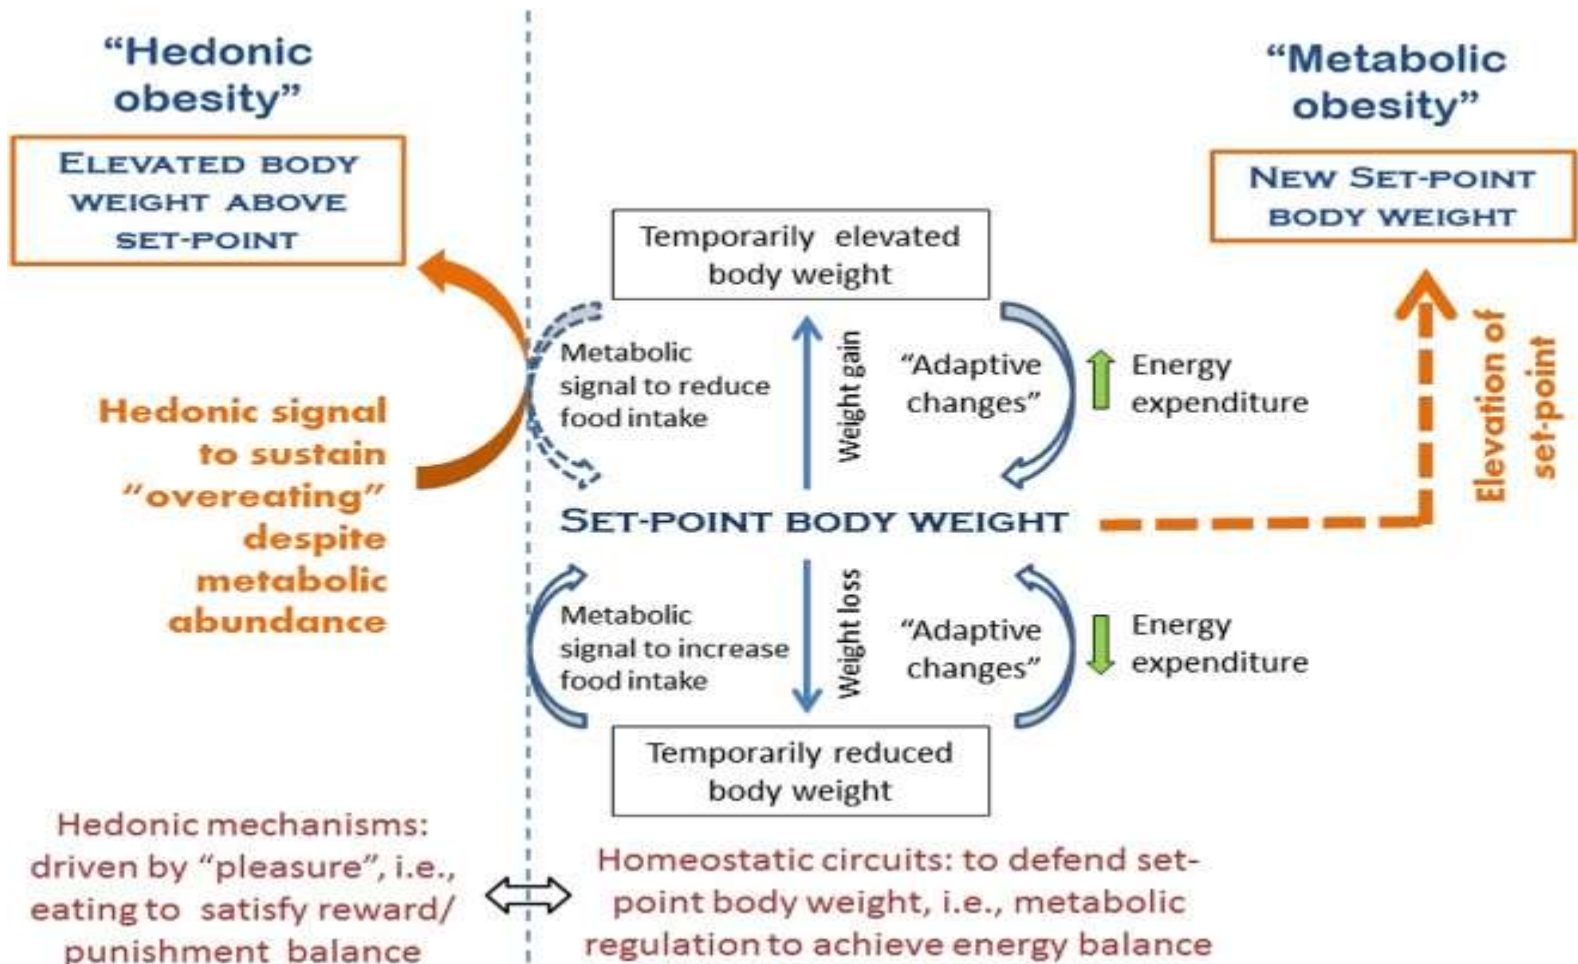 “Hedonic
obesity”
ELEVATED BODY
WEIGHT ABOVE
SET-POINT
Hedonic signal
to sustain
“overeating”
despite
metabolic
abundance
Temporarily elevated
body weight
Metabolic
signal to reduce
food intake
Weight gain
“Adaptive
changes”
Energy
expenditure
SET-POINT BODY WEIGHT
Metabolic
signal to increase
food intake
Weight loss
“Adaptive
changes”
Energy
expenditure
Temporarily reduced
body weight
“Metabolic
obesity”
NEW SET-POINT
BODY WEIGHT
Elevation of
set-point
Hedonic mechanisms:
driven by “pleasure”, i.e.,
eating to satisfy reward/
punishment balance
Homeostatic circuits: to defend set-
point body weight, i.e., metabolic
regulation to achieve energy balance